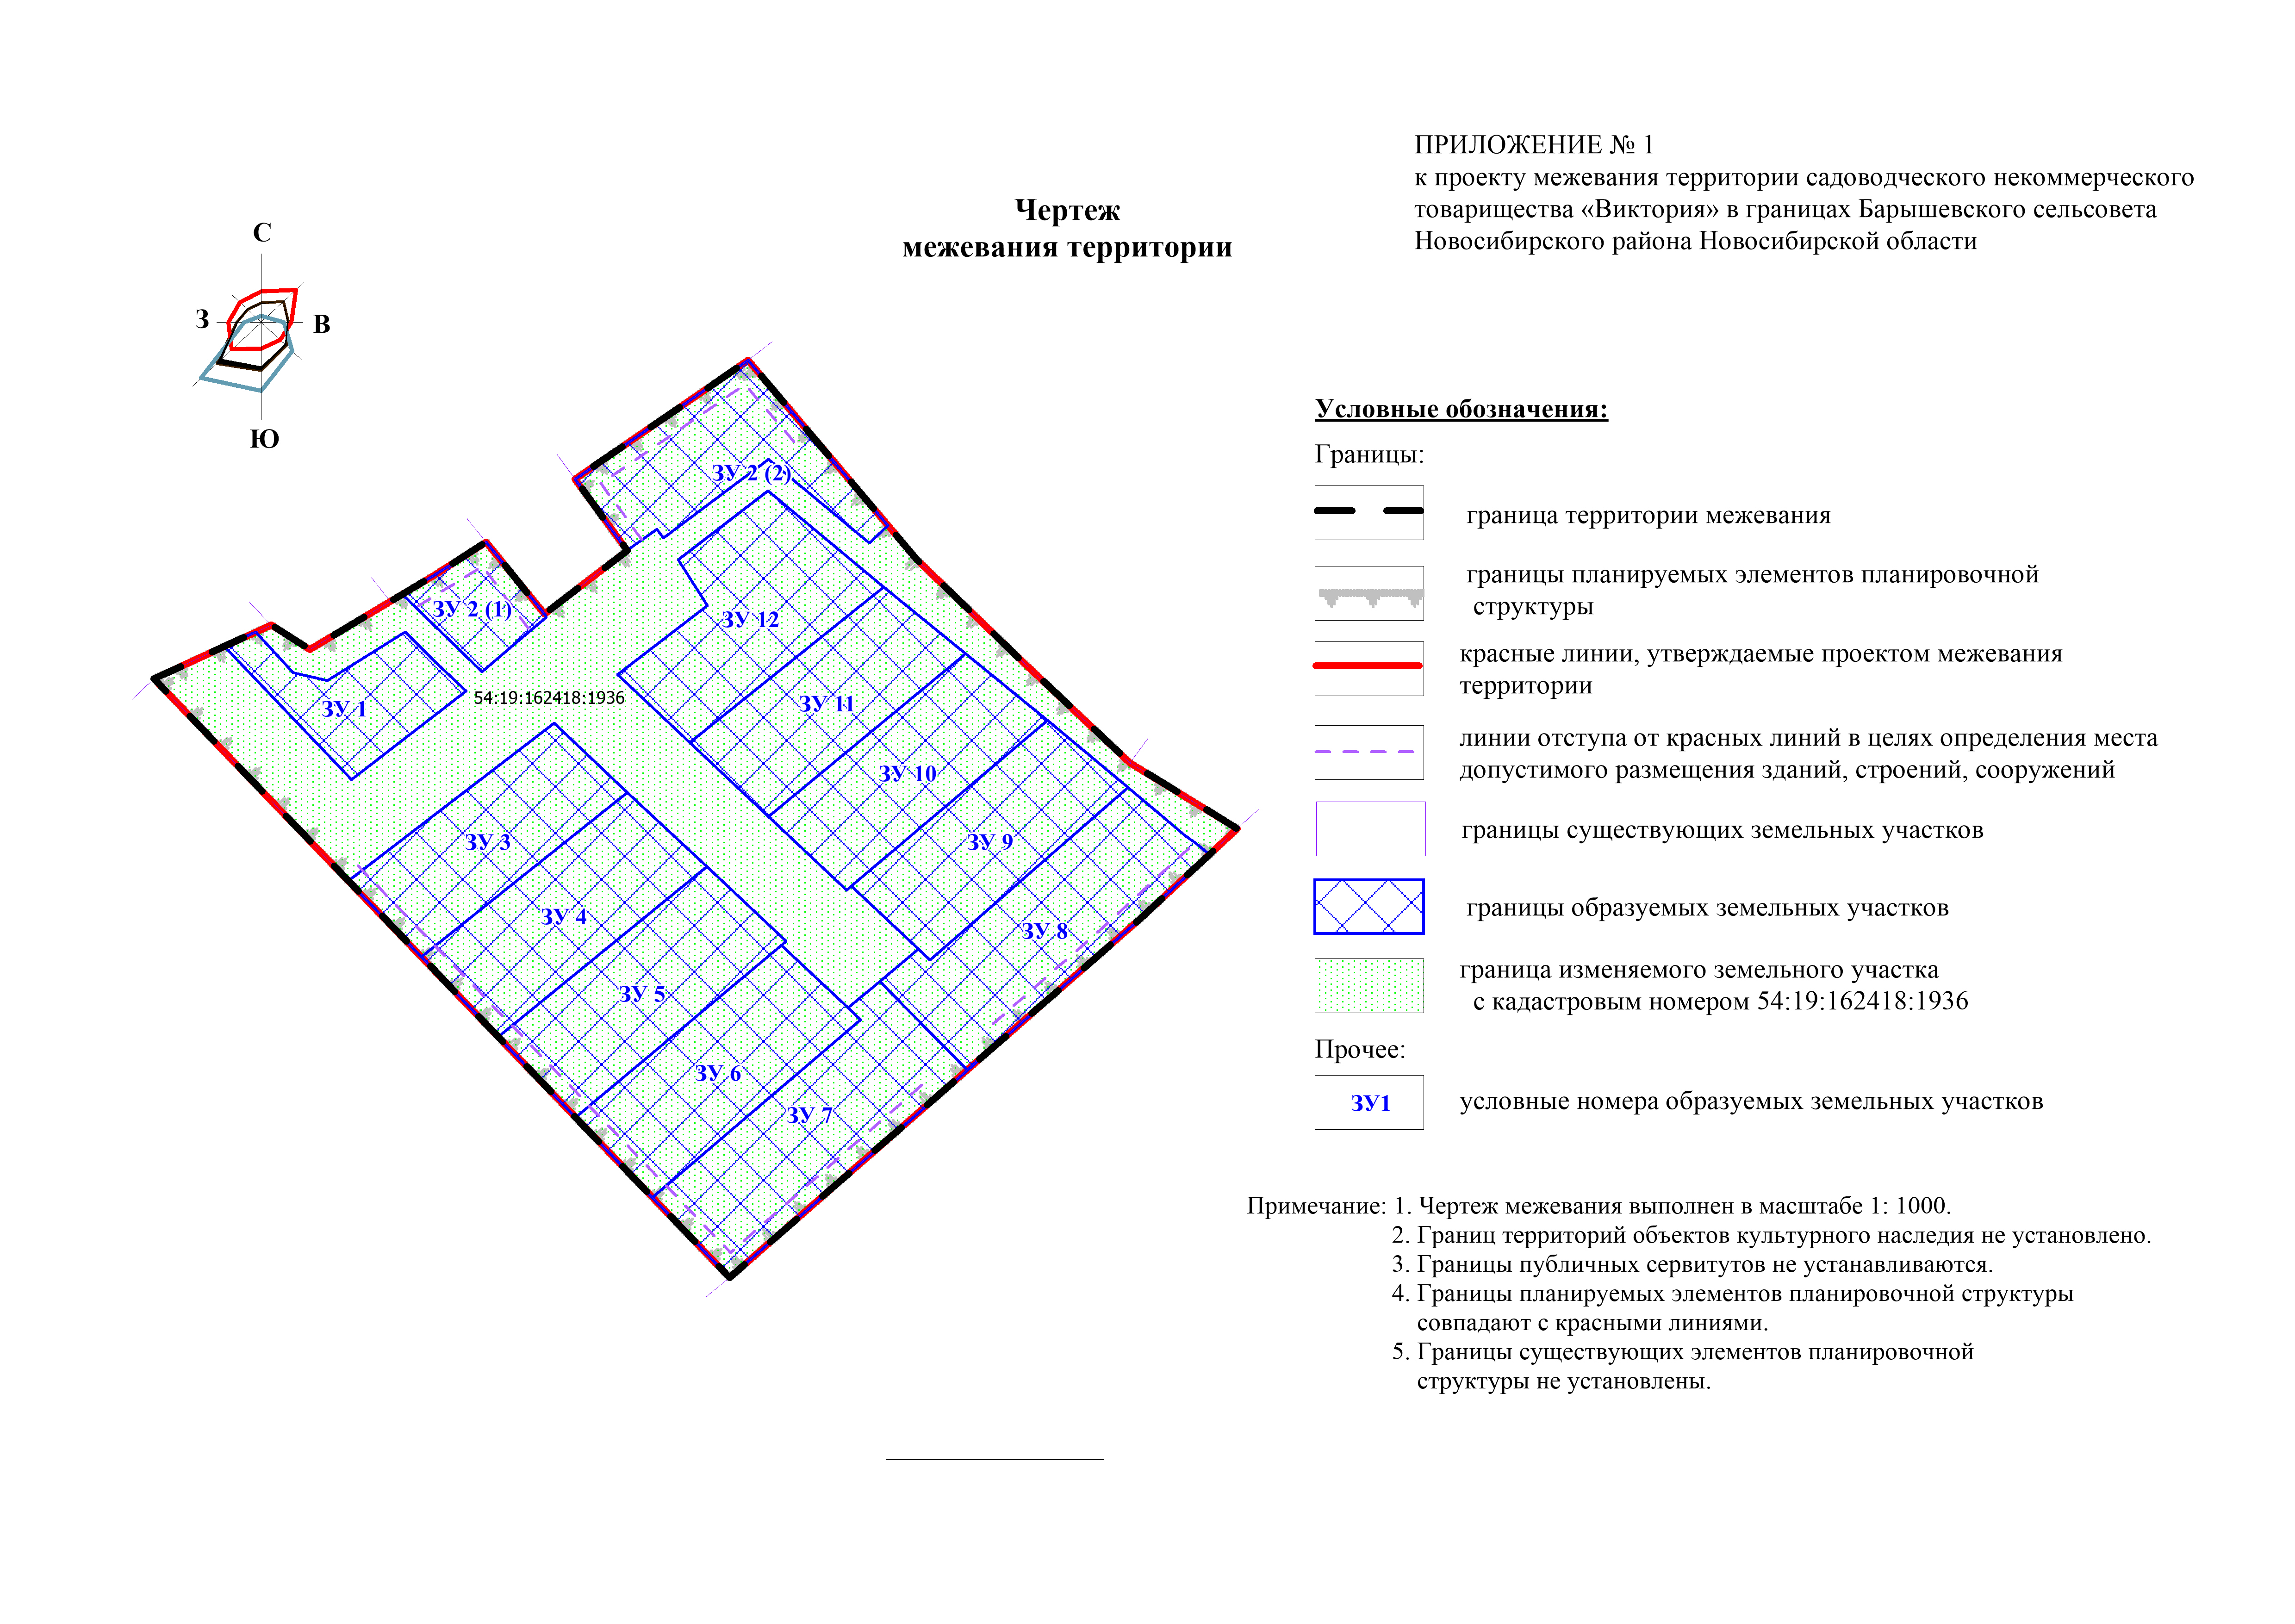 ПРИЛОЖЕНИЕ № 1
к проекту межевания территории садоводческого некоммерческого
товарищества «Виктория» в границах Барышевского сельсовета
Новосибирского района Новосибирской области
Чертеж
межевания территории
С
З
В
Ю
ЗУ 2 (2)
ЗУ 2 (1)
ЗУ 12
54:19:162418:1936
ЗУ 1
ЗУ 11
ЗУ 10
ЗУ 3
ЗУ 9
ЗУ 4
ЗУ 8
ЗУ 5
ЗУ 6
ЗУ 7
Условные обозначения:
Границы:
граница территории межевания
границы планируемых элементов планировочной
структуры
красные линии, утверждаемые проектом межевания
территории
линии отступа от красных линий в целях определения места
допустимого размещения зданий, строений, сооружений
границы существующих земельных участков
границы образуемых земельных участков
граница изменяемого земельного участка
с кадастровым номером 54:19:162418:1936
Прочее:
ЗУ1 условные номера образуемых земельных участков
Примечание: 1. Чертеж межевания выполнен в масштабе 1: 1000.
2. Границ территорий объектов культурного наследия не установлено.
3. Границы публичных сервитутов не устанавливаются.
4. Границы планируемых элементов планировочной структуры
совпадают с красными линиями.
5. Границы существующих элементов планировочной
структуры не установлены.